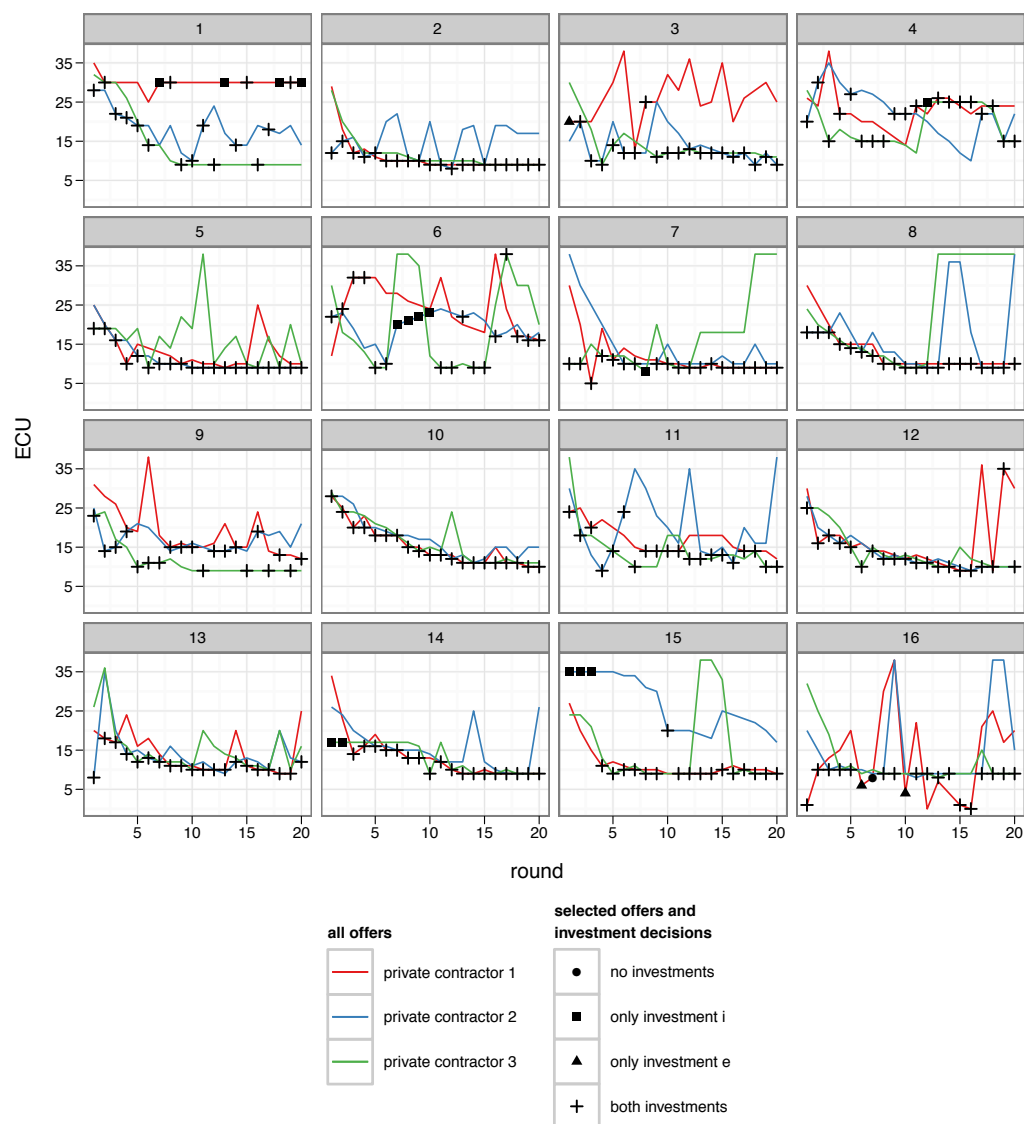 1 2 3 4
35
25
15
5
5 6 7 8
35
25
15
5
ECU
9 10 11 12
35
25
15
5
13 14 15 16
35
25
15
5
5 10 15 20 5 10 15 20 5 10 15 20 5 10 15 20
round
all offers
private contractor 1
private contractor 2
private contractor 3
selected offers and
investment decisions
no investments
only investment i
only investment e
both investments